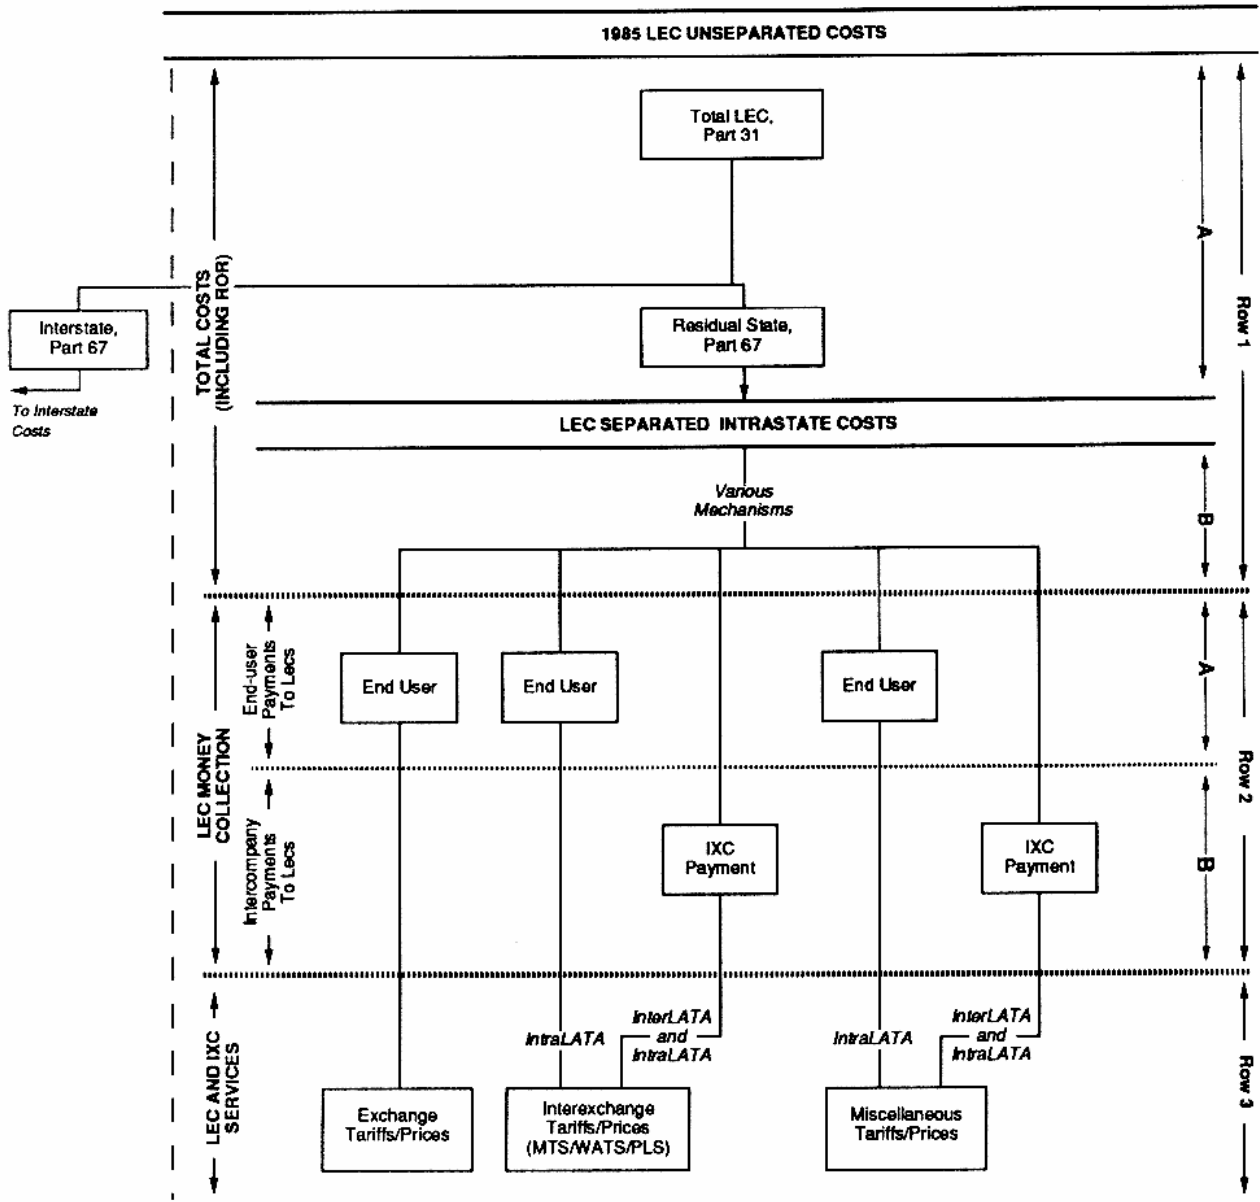 1985 LEC UNSEPARATED COSTS
Total LEC,
Part 31
A
Row 1
TOTAL COSTS
(INCLUDING ROR)
Interstate,
Part 67
To Interstate
Costs
Residual State,
Part 67
LEC SEPARATED INTRASTATE COSTS
Various
Mechanisms
B
LEC MONEY
COLLECTION
End-user
Payments
To Lecs
End User
End User
End User
A
Row 2
Intercompany
Payments
To Lecs
IXC
Payment
IXC
Payment
B
LEC AND IXC
SERVICES
IntraLATA
InterLATA
and
IntraLATA
IntraLATA
InterLATA
and
IntraLATA
Row 3
Exchange
Tariffs/Prices
Interexchange
Tariffs/Prices
(MTS/WATS/PLS)
Miscellaneous
Tariffs/Prices